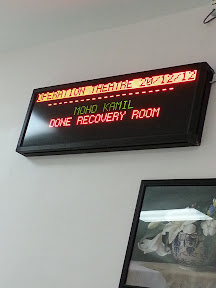 OPERATION THEATRE 20/12/12
MOHD KAMIL
DONE RECOVERY ROOM